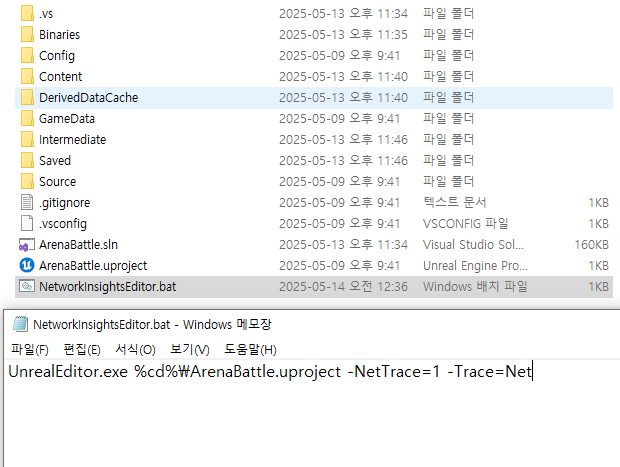 .vs 2025-05-13 오후 11:34 파일 폴더
Binaries 2025-05-13 오후 11:35 파일 폴더
Config 2025-05-09 오후 9:41 파일 폴더
Content 2025-05-13 오후 11:40 파일 폴더
DerivedDataCache 2025-05-13 오후 11:40 파일 폴더
GameData 2025-05-09 오후 9:41 파일 폴더
Intermediate 2025-05-13 오후 11:46 파일 폴더
Saved 2025-05-13 오후 11:46 파일 폴더
Source 2025-05-09 오후 9:41 파일 폴더
.gitignore 2025-05-09 오후 9:41 텍스트 문서 1KB
.vsconfig 2025-05-09 오후 9:41 VSCONFIG 파일 1KB
ArenaBattle.sln 2025-05-13 오후 11:34 Visual Studio Sol... 160KB
ArenaBattle.uproject 2025-05-09 오후 9:41 Unreal Engine Pro... 1KB
NetworkInsightsEditor.bat 2025-05-14 오전 12:36 Windows 배치 파일 1KB
NetworkInsightsEditor.bat - Windows 메모장
파일(F) 편집(E) 서식(O) 보기(V) 도움말(H)
UnrealEditor.exe %cd%₩ArenaBattle.uproject -NetTrace=1 -Trace=Net